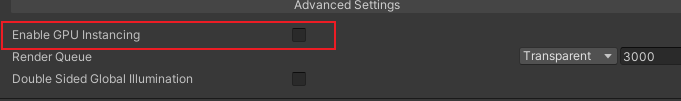 Advanced Settings
Enable GPU Instancing
Render Queue Transparent 3000
Double Sided Global Illumination